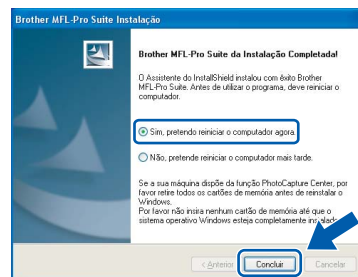 Brother MFL-Pro Suite Instalação
Brother MFL-Pro Suite da Instalação Completada!
O Assistente do InstallShield instalou com êxito Brother
MFL-Pro Suite. Antes de utilizar o programa, deve reiniciar o
computador.
Sim, pretendo reiniciar o computador agora.
Não, pretende reiniciar o computador mais tarde.
Se a sua máquina dispõe da função PhotoCapture Center, por
favor retire todos os cartões de memória antes de reinstalar o
Windows.
Por favor não insira nenhum cartão de memória até que o
sistema operativo Windows esteja completamente instalado.
< Anterior Concluir Cancelar